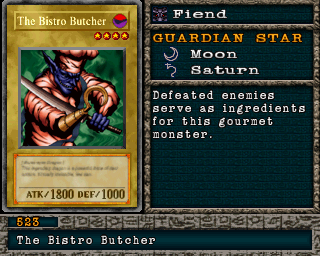 The Bistro Butcher
Fiend
GUARDIAN STAR
Moon
Saturn
Defeated enemies
serve as ingredients
for this gourmet
monster.
ATK/1800 DEF/1000
523
The Bistro Butcher